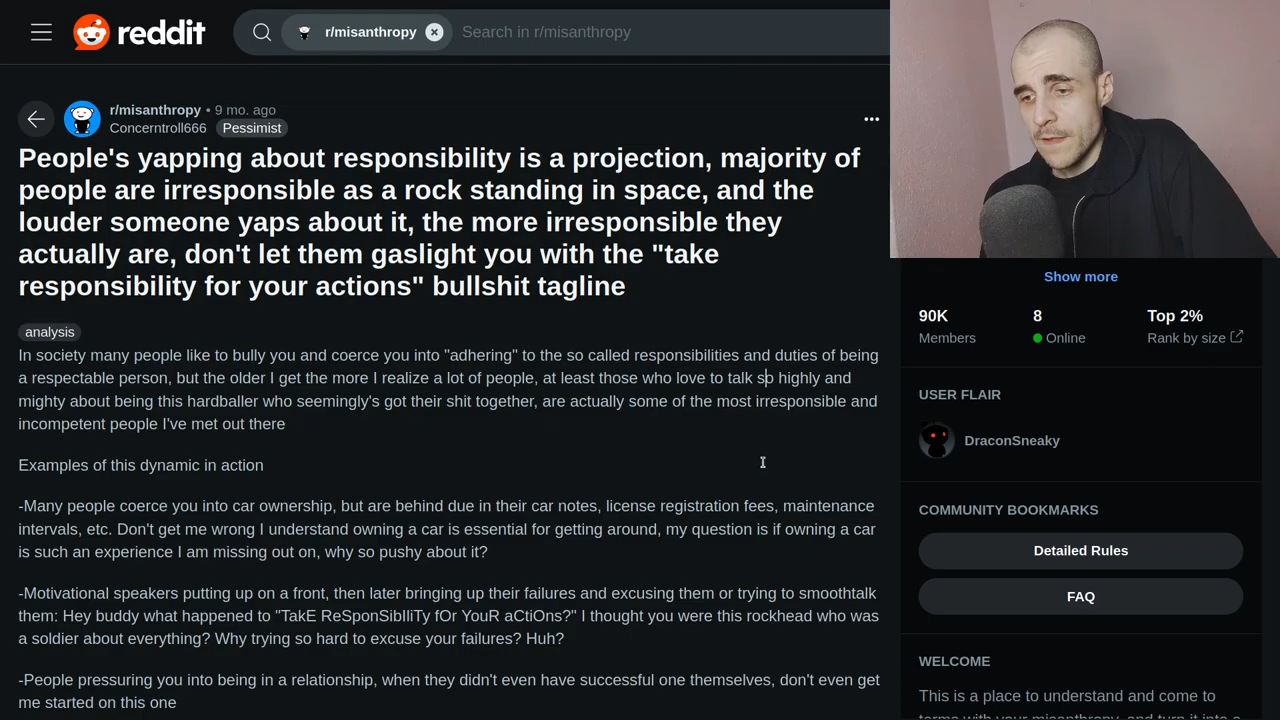 reddit
r/misanthropy
Search in r/misanthropy
r/misanthropy • 9 mo. ago
Concerntroll666 Pessimist
People's yapping about responsibility is a projection, majority of
people are irresponsible as a rock standing in space, and the
louder someone yaps about it, the more irresponsible they
actually are, don't let them gaslight you with the "take
responsibility for your actions" bullshit tagline
analysis
In society many people like to bully you and coerce you into "adhering" to the so called responsibilities and duties of being
a respectable person, but the older I get the more I realize a lot of people, at least those who love to talk so highly and
mighty about being this hardballer who seemingly's got their shit together, are actually some of the most irresponsible and
incompetent people I've met out there
Examples of this dynamic in action
-Many people coerce you into car ownership, but are behind due in their car notes, license registration fees, maintenance
intervals, etc. Don't get me wrong I understand owning a car is essential for getting around, my question is if owning a car
is such an experience I am missing out on, why so pushy about it?
-Motivational speakers putting up on a front, then later bringing up their failures and excusing them or trying to smoothtalk
them: Hey buddy what happened to "TakE ReSponSibIliTy fOr YouR aCtiOns?" I thought you were this rockhead who was
a soldier about everything? Why trying so hard to excuse your failures? Huh?
-People pressuring you into being in a relationship, when they didn't even have successful one themselves, don't even get
me started on this one
Show more
90K 8 Top 2%
Members Online Rank by size
USER FLAIR
DraconSneaky
COMMUNITY BOOKMARKS
Detailed Rules
FAQ
WELCOME
This is a place to understand and come to
terms with your misanthropy, and turn it into a